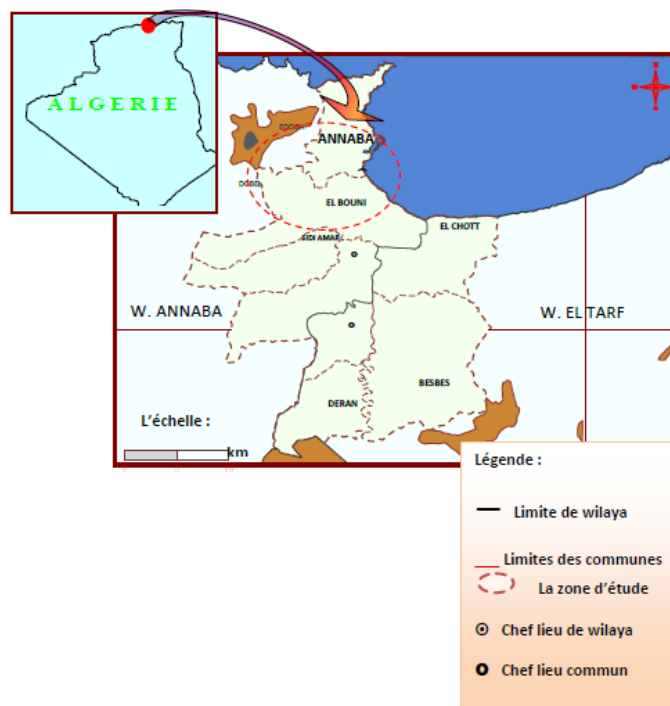 ALGERIE
EDOGH
ANNABA
EL BOUNI
EL CHOTT
SIDI AMAR
W. ANNABA
W. EL TARF
BESBES
DERAN
L'échelle :
km
Légende :
Limite de wilaya
Limites des communes
La zone d'étude
Chef lieu de wilaya
Chef lieu commun